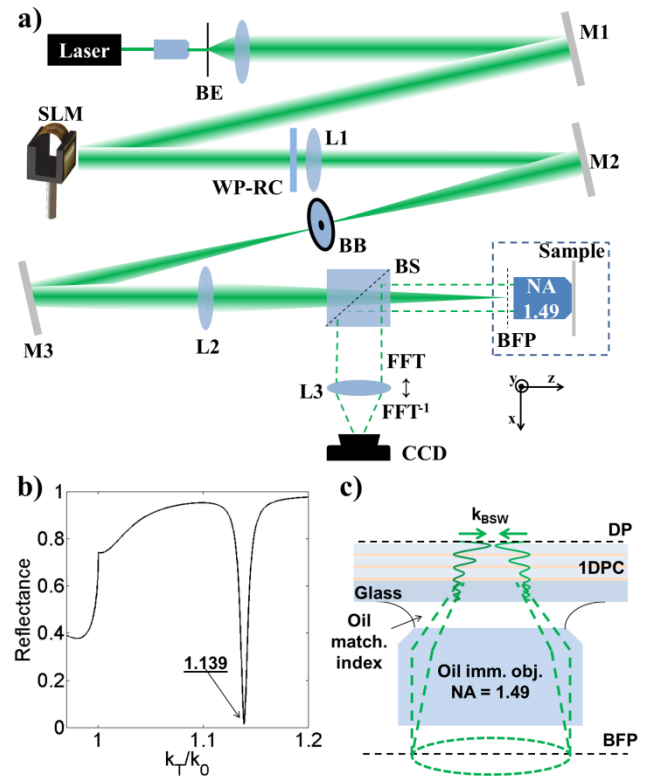 a)
Laser
BE
M1
SLM
WP-RC
L1
M2
BB
M3
L2
BS
Sample
NA
1.49
BFP
FFT
L3
FFT-1
CCD
y
z
x
b)
Reflectance
1
0.8
0.6
0.4
0.2
0
1.139
1
1.1
1.2
kT/k0
c)
kBSW
DP
1DPC
Glass
Oil
match.
index
Oil imm. obj.
NA = 1.49
BFP